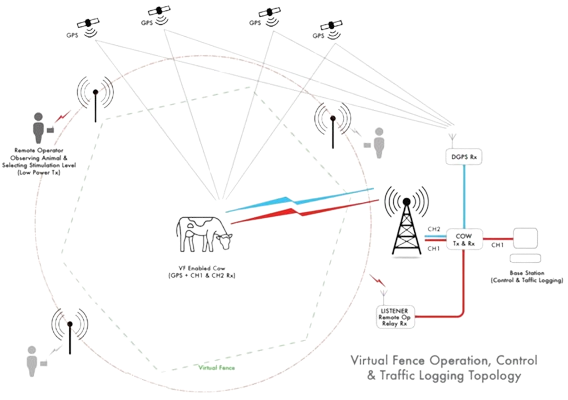 GPS
GPS
GPS
GPS
Remote Operator
Observing Animal &
Selecting Stimulation Level
(Low Power Tx)
DGPS Rx
CH2
CH1
COW
Tx & Rx
CH1
Base Station
(Control & Taffic Logging)
VF Enabled Cow
(GPS + CH1 & CH2 Rx)
LISTENER
Remote Op
Relay Rx
Virtual Fence
Virtual Fence Operation, Control
& Traffic Logging Topology